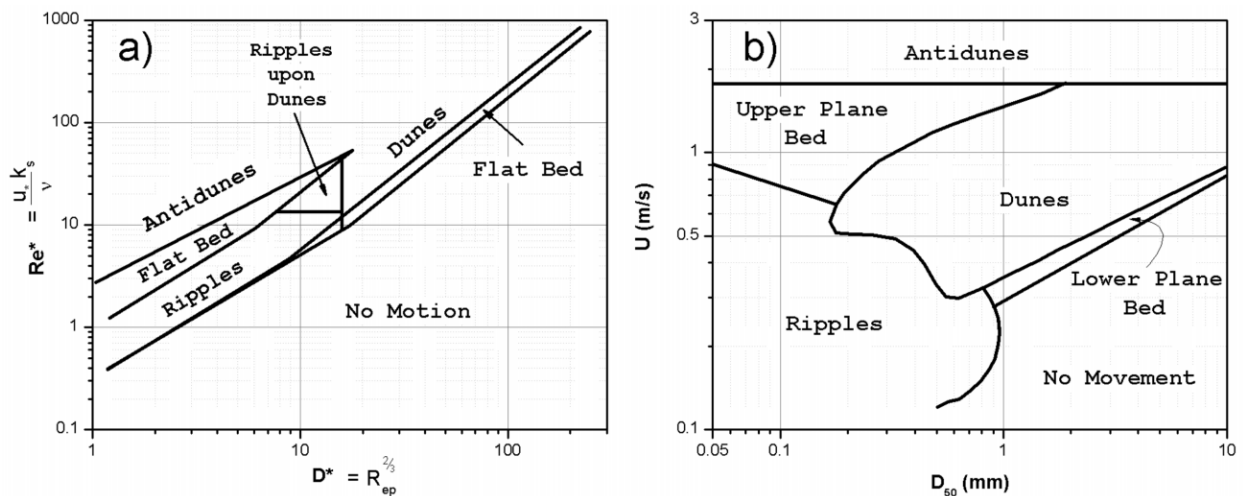 a)
1000
100
10
1
0.1
Re* = u* ks / ν
Ripples
upon
Dunes
Antidunes
Flat Bed
Ripples
Dunes
Flat Bed
No Motion
1
10
100
D* = Rep 2/3
b)
3
1
0.5
0.1
U (m/s)
Antidunes
Upper Plane
Bed
Dunes
Lower Plane
Bed
Ripples
No Movement
0.05
0.1
1
10
D50 (mm)